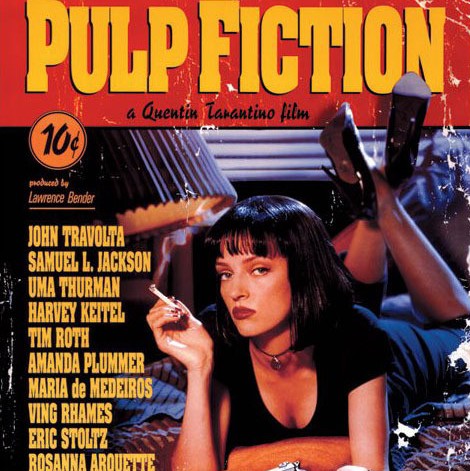 PULP FICTION
a Quentin Tarantino film
10¢
produced by
Lawrence Bender
JOHN TRAVOLTA
SAMUEL L. JACKSON
UMA THURMAN
HARVEY KEITEL
TIM ROTH
AMANDA PLUMMER
MARIA de MEDEIROS
VING RHAMES
ERIC STOLTZ
ROSANNA ARQUETTE